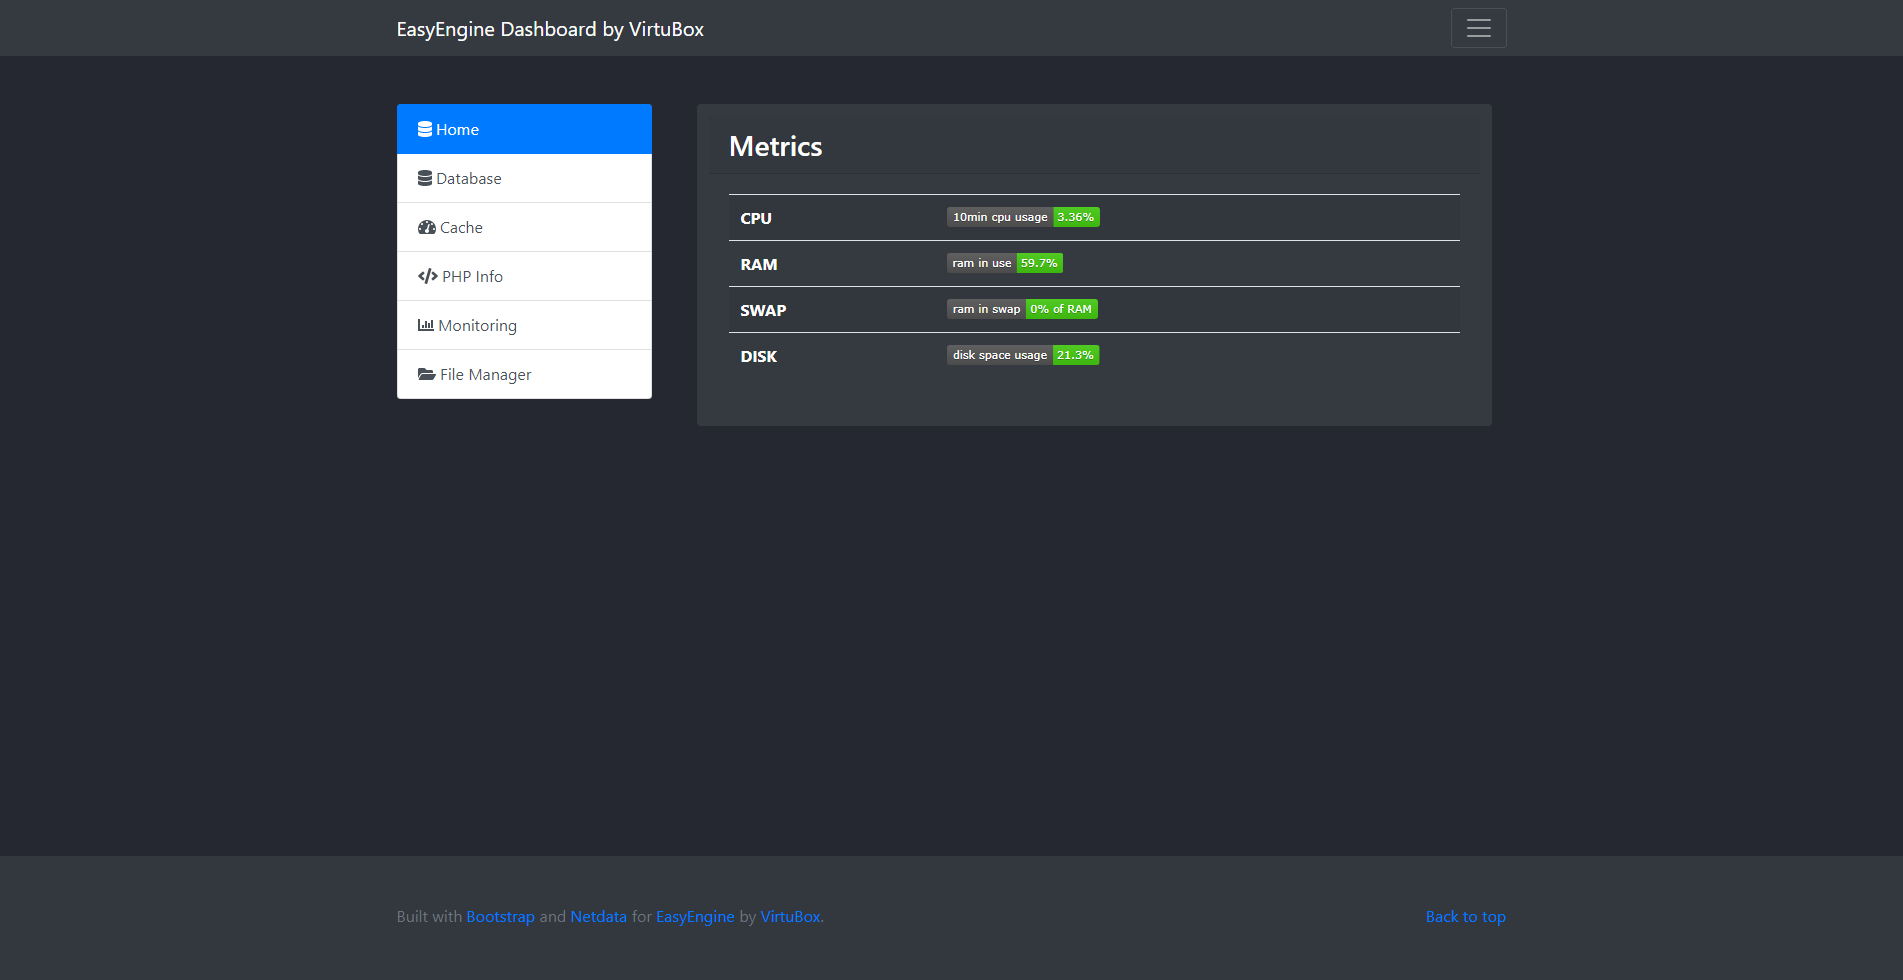 EasyEngine Dashboard by VirtuBox
Home
Database
Cache
PHP Info
Monitoring
File Manager
Metrics
CPU 10min cpu usage 3.36%
RAM ram in use 59.7%
SWAP ram in swap 0% of RAM
DISK disk space usage 21.3%
Built with Bootstrap and Netdata for EasyEngine by VirtuBox.
Back to top